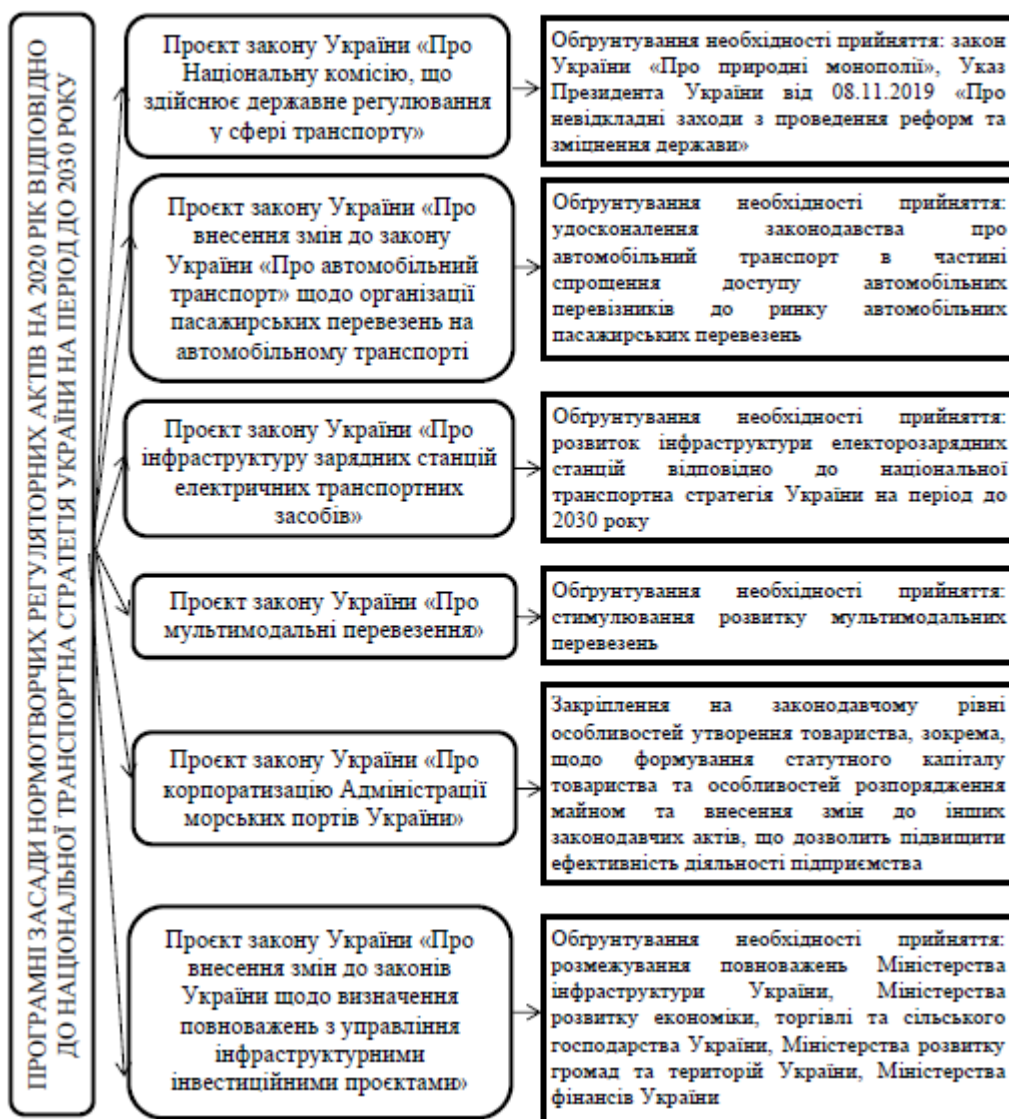 ПРОГРАМНІ ЗАСАДИ НОРМОТВОРЧИХ РЕГУЛЯТОРНИХ АКТІВ НА 2020 РІК ВІДПОВІДНО
ДО НАЦІОНАЛЬНОЇ ТРАНСПОРТНА СТРАТЕГІЯ УКРАЇНИ НА ПЕРІОД ДО 2030 РОКУ
Проєкт закону України «Про
Національну комісію, що
здійснює державне регулювання
у сфері транспорту»
Обґрунтування необхідності прийняття: закон
України «Про природні монополії», Указ
Президента України від 08.11.2019 «Про
невідкладні заходи з проведення реформ та
зміцнення держави»
Проєкт закону України «Про
внесення змін до закону
України «Про автомобільний
транспорт» щодо організації
пасажирських перевезень на
автомобільному транспорті
Обґрунтування необхідності прийняття:
удосконалення законодавства про
автомобільний транспорт в частині
спрощення доступу автомобільних
перевізників до ринку автомобільних
пасажирських перевезень
Проєкт закону України «Про
інфраструктуру зарядних станцій
електричних транспортних
засобів»
Обґрунтування необхідності прийняття:
розвиток інфраструктури електорозарядних
станцій відповідно до національної
транспортна стратегія України на період до
2030 року
Проєкт закону України «Про
мультимодальні перевезення»
Обґрунтування необхідності прийняття:
стимулювання розвитку мультимодальних
перевезень
Проєкт закону України «Про
корпоратизацію Адміністрації
морських портів України»
Закріплення на законодавчому рівні
особливостей утворення товариства, зокрема,
щодо формування статутного капіталу
товариства та особливостей розпорядження
майном та внесення змін до інших
законодавчих актів, що дозволить підвищити
ефективність діяльності підприємства
Проєкт закону України «Про
внесення змін до законів
України щодо визначення
повноважень з управління
інфраструктурними
інвестиційними проєктами»
Обґрунтування необхідності прийняття:
розмежування повноважень Міністерства
інфраструктури України, Міністерства
розвитку економіки, торгівлі та сільського
господарства України, Міністерства розвитку
громад та територій України, Міністерства
фінансів України